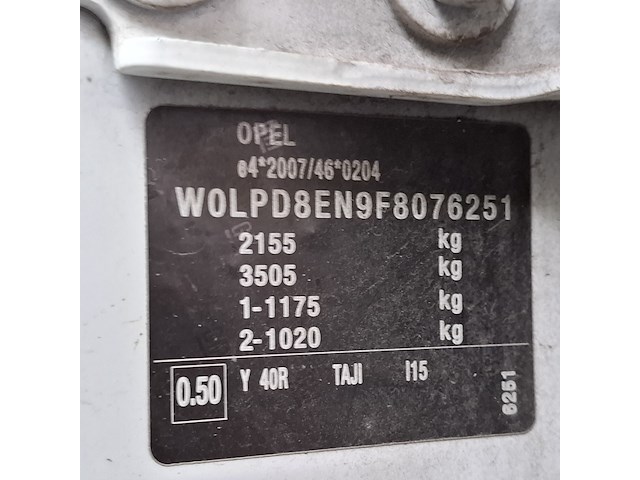 OPEL
e4*2007/46*0204
W0LPD8EN9F8076251
2155 kg
3505 kg
1-1175 kg
2-1020 kg
0.50 Y 40R TAJI I15
6251